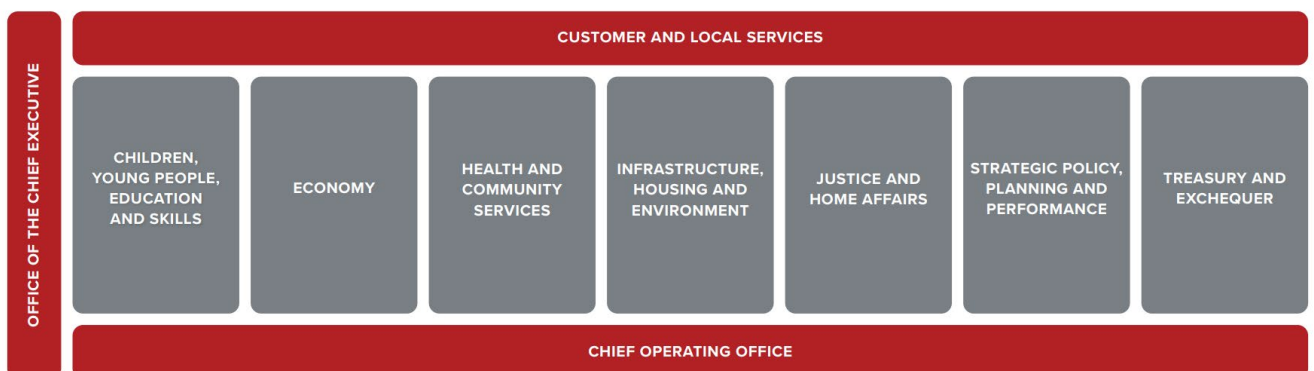 OFFICE OF THE CHIEF EXECUTIVE
CUSTOMER AND LOCAL SERVICES
CHILDREN,
YOUNG PEOPLE,
EDUCATION
AND SKILLS
ECONOMY
HEALTH AND
COMMUNITY
SERVICES
INFRASTRUCTURE,
HOUSING AND
ENVIRONMENT
JUSTICE AND
HOME AFFAIRS
STRATEGIC POLICY,
PLANNING AND
PERFORMANCE
TREASURY AND
EXCHEQUER
CHIEF OPERATING OFFICE